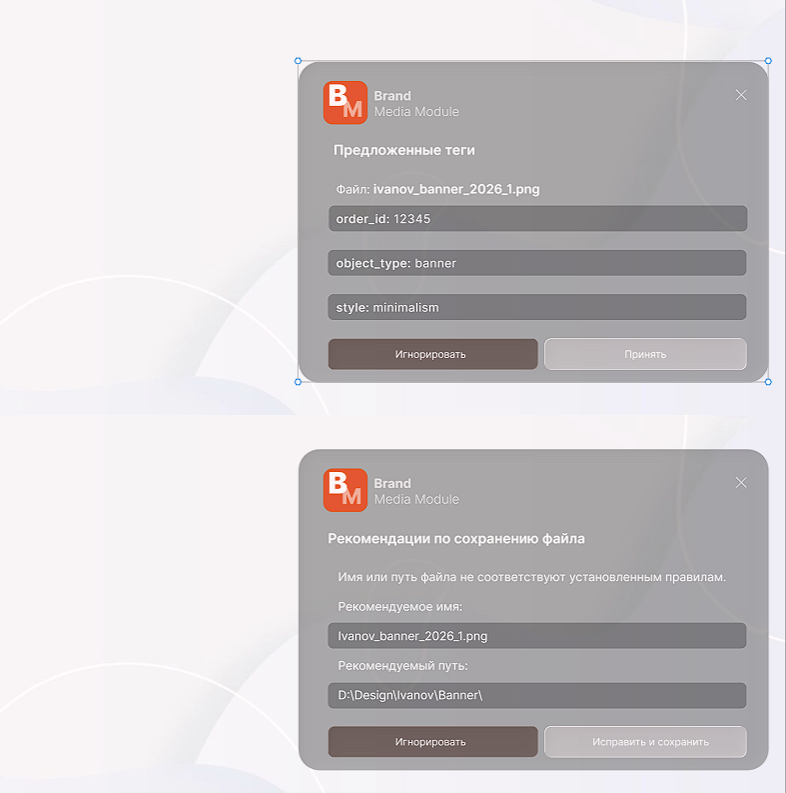 BM
Brand
Media Module
Предложенные теги
Файл: ivanov_banner_2026_1.png
order_id: 12345
object_type: banner
style: minimalism
Игнорировать
Принять
BM
Brand
Media Module
Рекомендации по сохранению файла
Имя или путь файла не соответствуют установленным правилам.
Рекомендуемое имя:
Ivanov_banner_2026_1.png
Рекомендуемый путь:
D:\Design\Ivanov\Banner\
Игнорировать
Исправить и сохранить